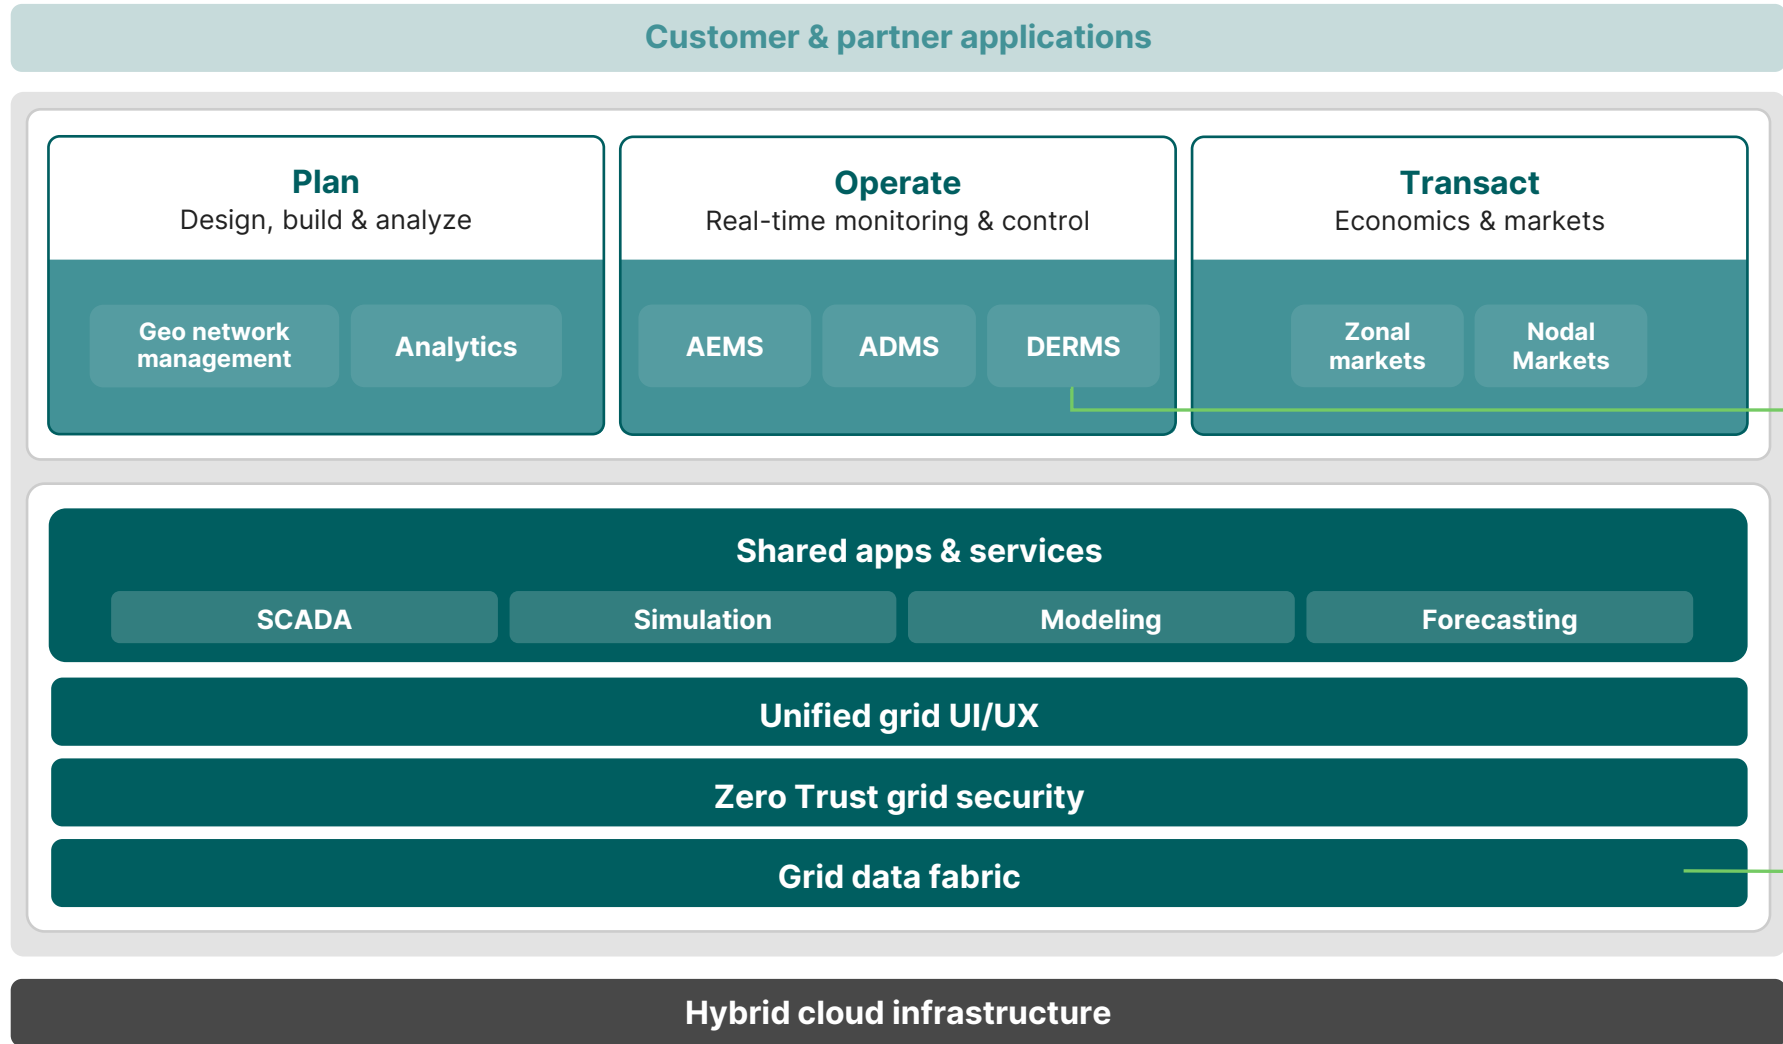 Customer & partner applications
Plan
Design, build & analyze
Geo network
management
Analytics
Operate
Real-time monitoring & control
AEMS
ADMS
DERMS
Transact
Economics & markets
Zonal
markets
Nodal
Markets
Shared apps & services
SCADA
Simulation
Modeling
Forecasting
Unified grid UI/UX
Zero Trust grid security
Grid data fabric
Hybrid cloud infrastructure